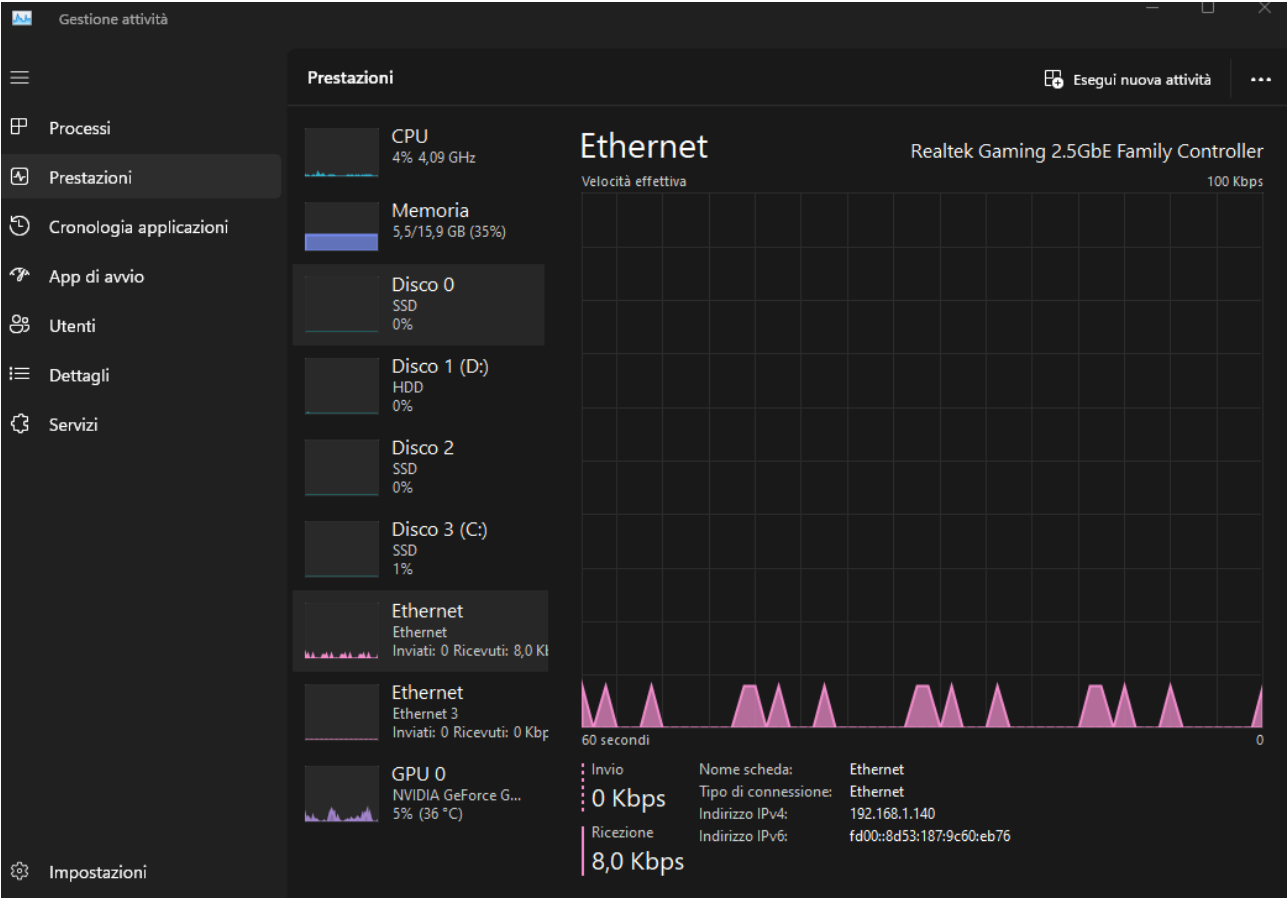 Gestione attività
Prestazioni
Esegui nuova attività
Processi
Prestazioni
Cronologia applicazioni
App di avvio
Utenti
Dettagli
Servizi
Impostazioni
CPU
4% 4,09 GHz
Memoria
5,5/15,9 GB (35%)
Disco 0
SSD
0%
Disco 1 (D:)
HDD
0%
Disco 2
SSD
0%
Disco 3 (C:)
SSD
1%
Ethernet
Ethernet
Inviati: 0 Ricevuti: 8,0 Kb
Ethernet
Ethernet 3
Inviati: 0 Ricevuti: 0 Kbp
GPU 0
NVIDIA GeForce G...
5% (36 °C)
Ethernet
Realtek Gaming 2.5GbE Family Controller
Velocità effettiva
100 Kbps
60 secondi
0
Invio
0 Kbps
Ricezione
8,0 Kbps
Nome scheda: Ethernet
Tipo di connessione: Ethernet
Indirizzo IPv4: 192.168.1.140
Indirizzo IPv6: fd00::8d53:187:9c60:eb76